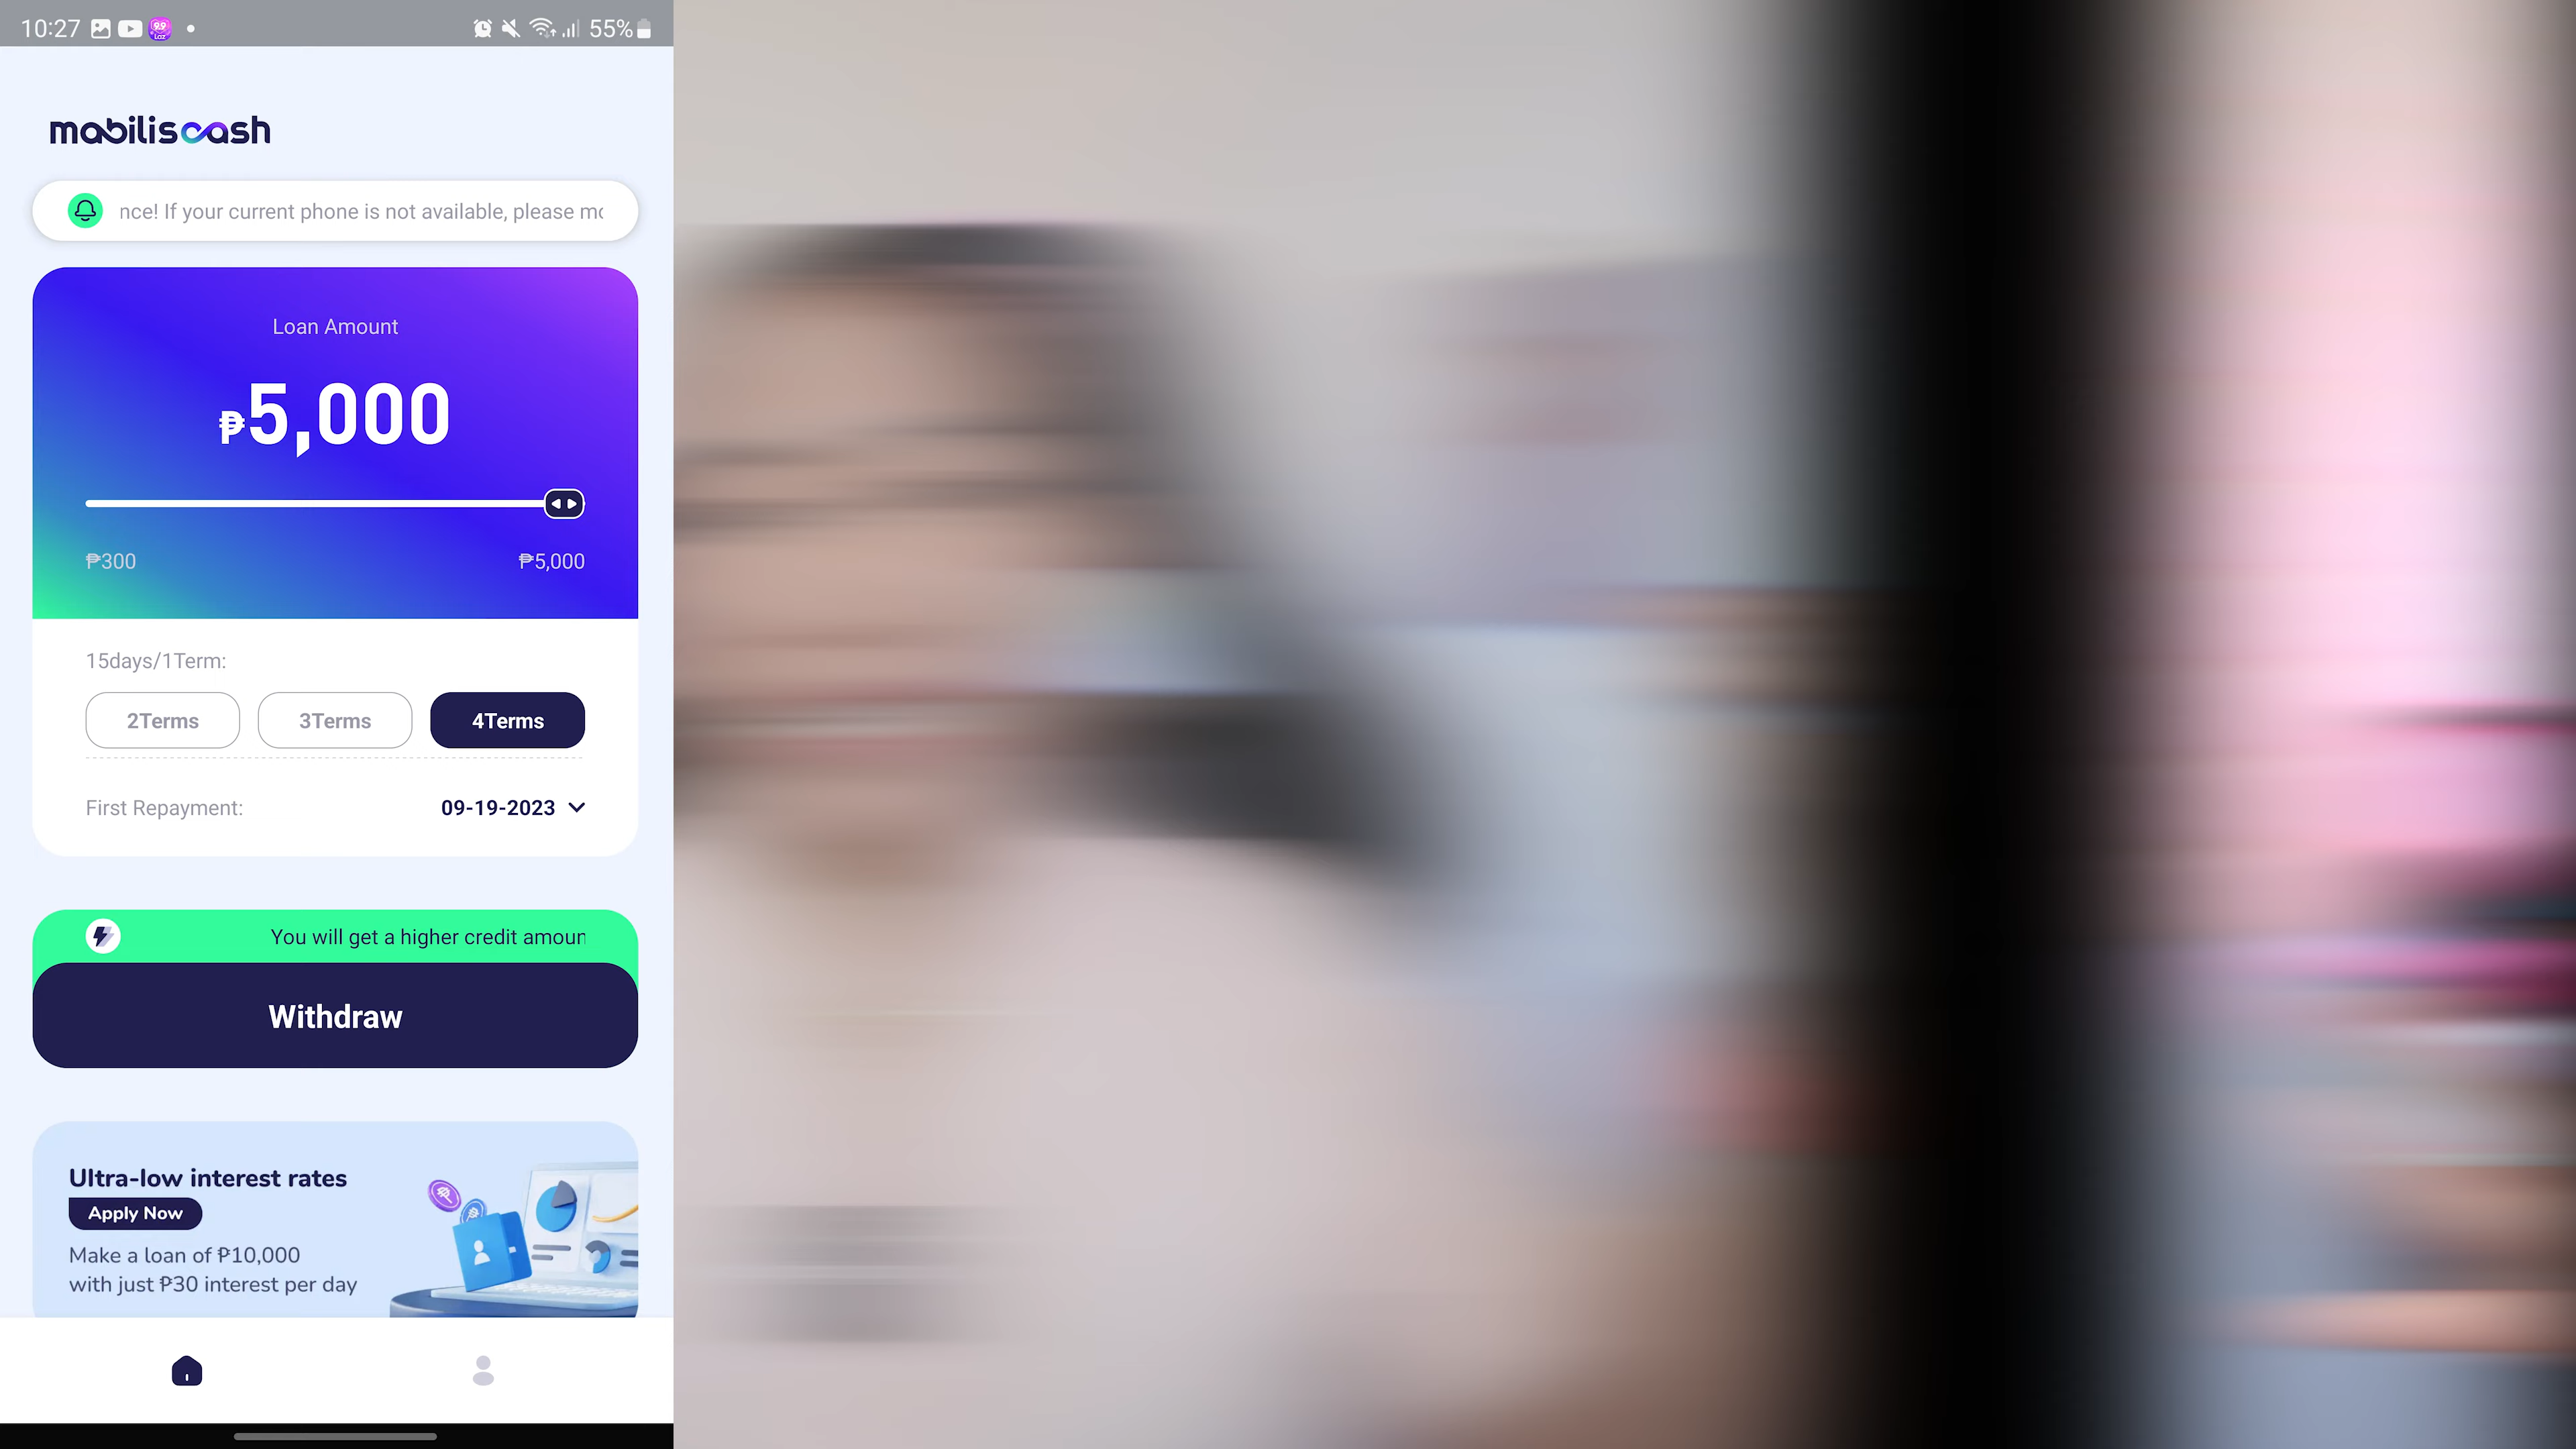 10:27
55%
mobiliscash
nce! If your current phone is not available, please mo
Loan Amount
₱5,000
₱300
₱5,000
15days/1Term:
2Terms
3Terms
4Terms
First Repayment:
09-19-2023
You will get a higher credit amoun
Withdraw
Ultra-low interest rates
Apply Now
Make a loan of ₱10,000
with just ₱30 interest per day